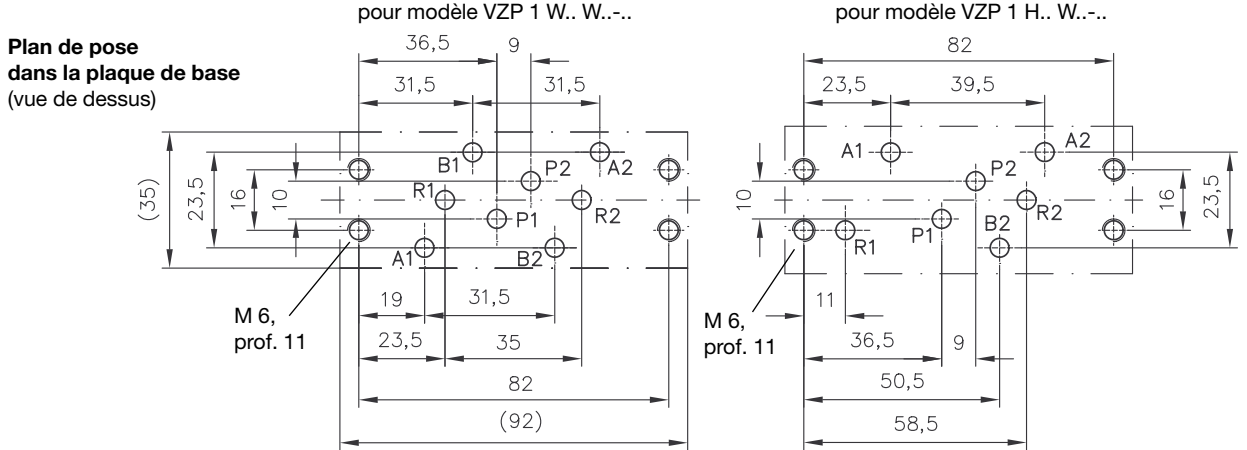 pour modèle VZP 1 W.. W..-..
pour modèle VZP 1 H.. W..-..
Plan de pose
dans la plaque de base
(vue de dessus)
36,5
9
31,5
31,5
B1
A2
P2
R1
R2
P1
A1
B2
(35)
23,5
16
10
M 6,
prof. 11
19
31,5
23,5
35
82
(92)
82
23,5
39,5
A1
A2
P2
R2
P1
B2
R1
10
16
23,5
M 6,
prof. 11
11
36,5
9
50,5
58,5